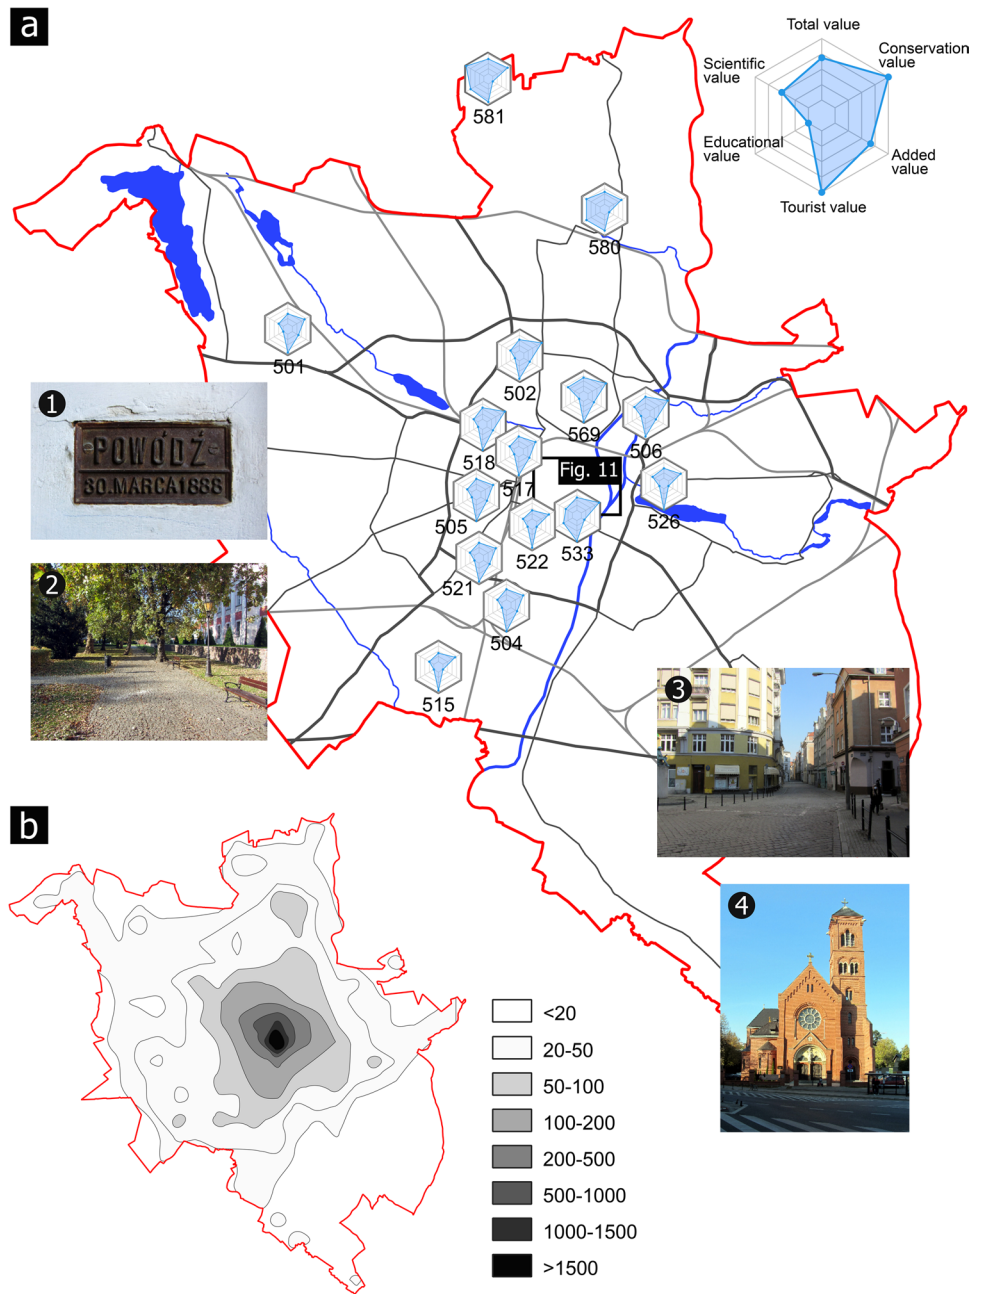 a
Total value
Scientific
value
Conservation
value
Educational
value
Added
value
Tourist value
581
580
501
502
569
518
506
517
Fig. 11
526
505
522
533
521
504
515
1
POWÓDŹ
30.MARCA 1888
2
3
4
b
<20
20-50
50-100
100-200
200-500
500-1000
1000-1500
>1500